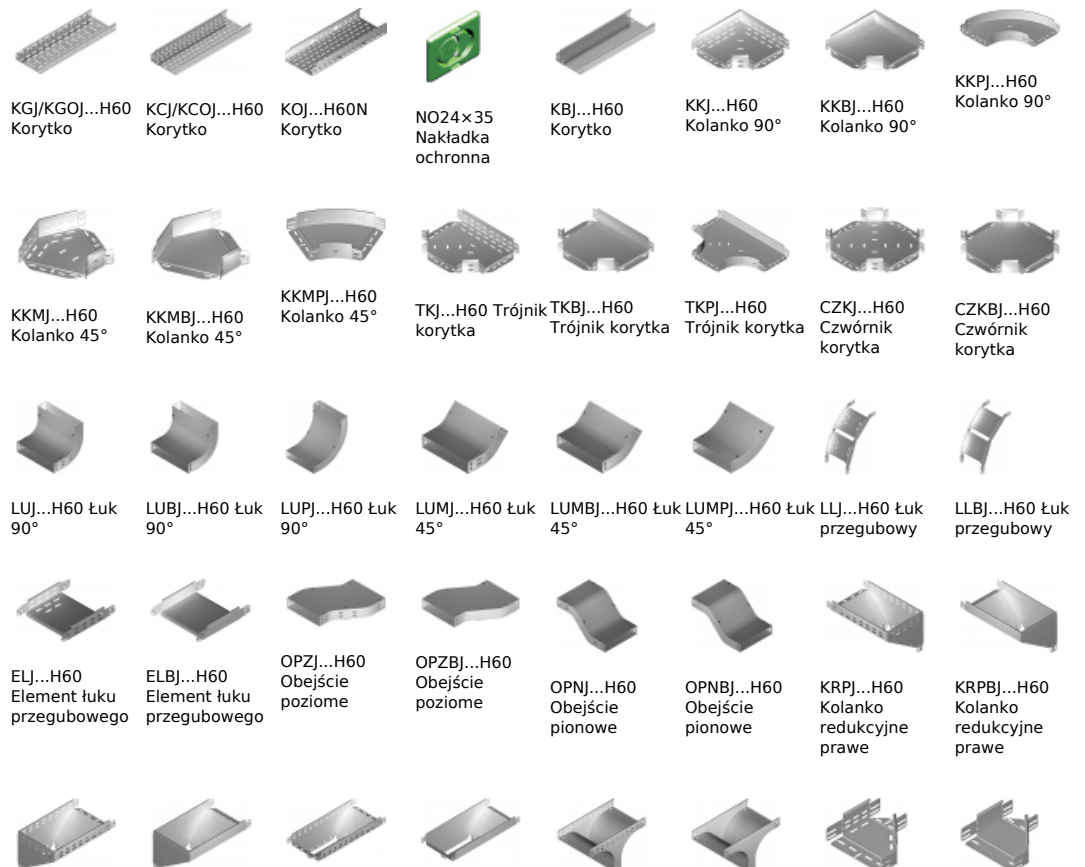 KGJ/KGOJ...H60
Korytko
KCJ/KCOJ...H60
Korytko
KOJ...H60N
Korytko
NO24×35
Nakładka
ochronna
KBJ...H60
Korytko
KKJ...H60
Kolanko 90°
KKBJ...H60
Kolanko 90°
KKPJ...H60
Kolanko 90°
KKMJ...H60
Kolanko 45°
KKMBJ...H60
Kolanko 45°
KKMPJ...H60
Kolanko 45°
TKJ...H60 Trójnik
korytka
TKBJ...H60
Trójnik korytka
TKPJ...H60
Trójnik korytka
CZKJ...H60
Czwórnik
korytka
CZKBJ...H60
Czwórnik
korytka
LUJ...H60 Łuk
90°
LUBJ...H60 Łuk
90°
LUPJ...H60 Łuk
90°
LUMJ...H60 Łuk
45°
LUMBJ...H60 Łuk
45°
LUMPJ...H60 Łuk
45°
LLJ...H60 Łuk
przegubowy
LLBJ...H60 Łuk
przegubowy
ELJ...H60
Element łuku
przegubowego
ELBJ...H60
Element łuku
przegubowego
OPZJ...H60
Obejście
poziome
OPZBJ...H60
Obejście
poziome
OPNJ...H60
Obejście
pionowe
OPNBJ...H60
Obejście
pionowe
KRPJ...H60
Kolanko
redukcyjne
prawe
KRPBJ...H60
Kolanko
redukcyjne
prawe